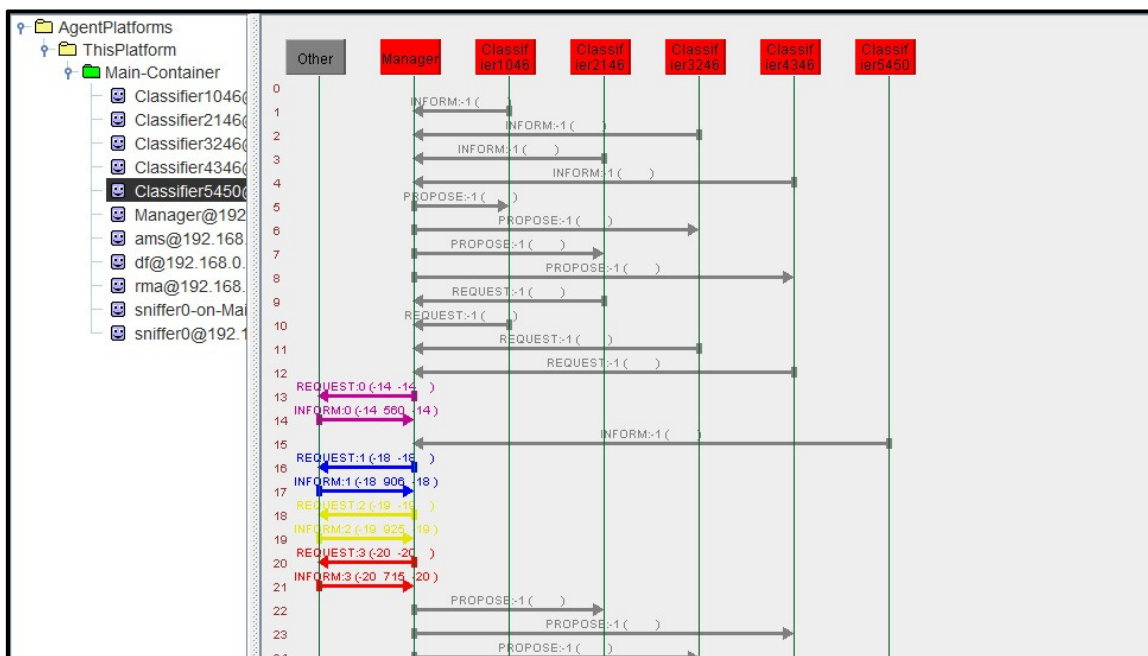 AgentPlatforms
ThisPlatform
Main-Container
Classifier1046@
Classifier2146@
Classifier3246@
Classifier4346@
Classifier5450@
Manager@192
ams@192.168.
df@192.168.0.
rma@192.168.
sniffer0-on-Mai
sniffer0@192.1
Other
Manager
Classif
ier1046
Classif
ier2146
Classif
ier3246
Classif
ier4346
Classif
ier5450
0
INFORM:-1 ( )
1
INFORM:-1 ( )
2
INFORM:-1 ( )
3
INFORM:-1 ( )
4
PROPOSE:-1 ( )
5
PROPOSE:-1 ( )
6
PROPOSE:-1 ( )
7
PROPOSE:-1 ( )
8
REQUEST:-1 ( )
9
REQUEST:-1 ( )
10
REQUEST:-1 ( )
11
REQUEST:-1 ( )
12
REQUEST:0 (-14 -14 )
13
INFORM:0 (-14 560 -14 )
14
INFORM:-1 ( )
15
REQUEST:1 (-18 -18 )
16
INFORM:1 (-18 906 -18 )
17
REQUEST:2 (-19 -19 )
18
INFORM:2 (-19 925 -19 )
19
REQUEST:3 (-20 -20 )
20
INFORM:3 (-20 715 -20 )
21
PROPOSE:-1 ( )
22
PROPOSE:-1 ( )
23
PROPOSE:-1 ( )